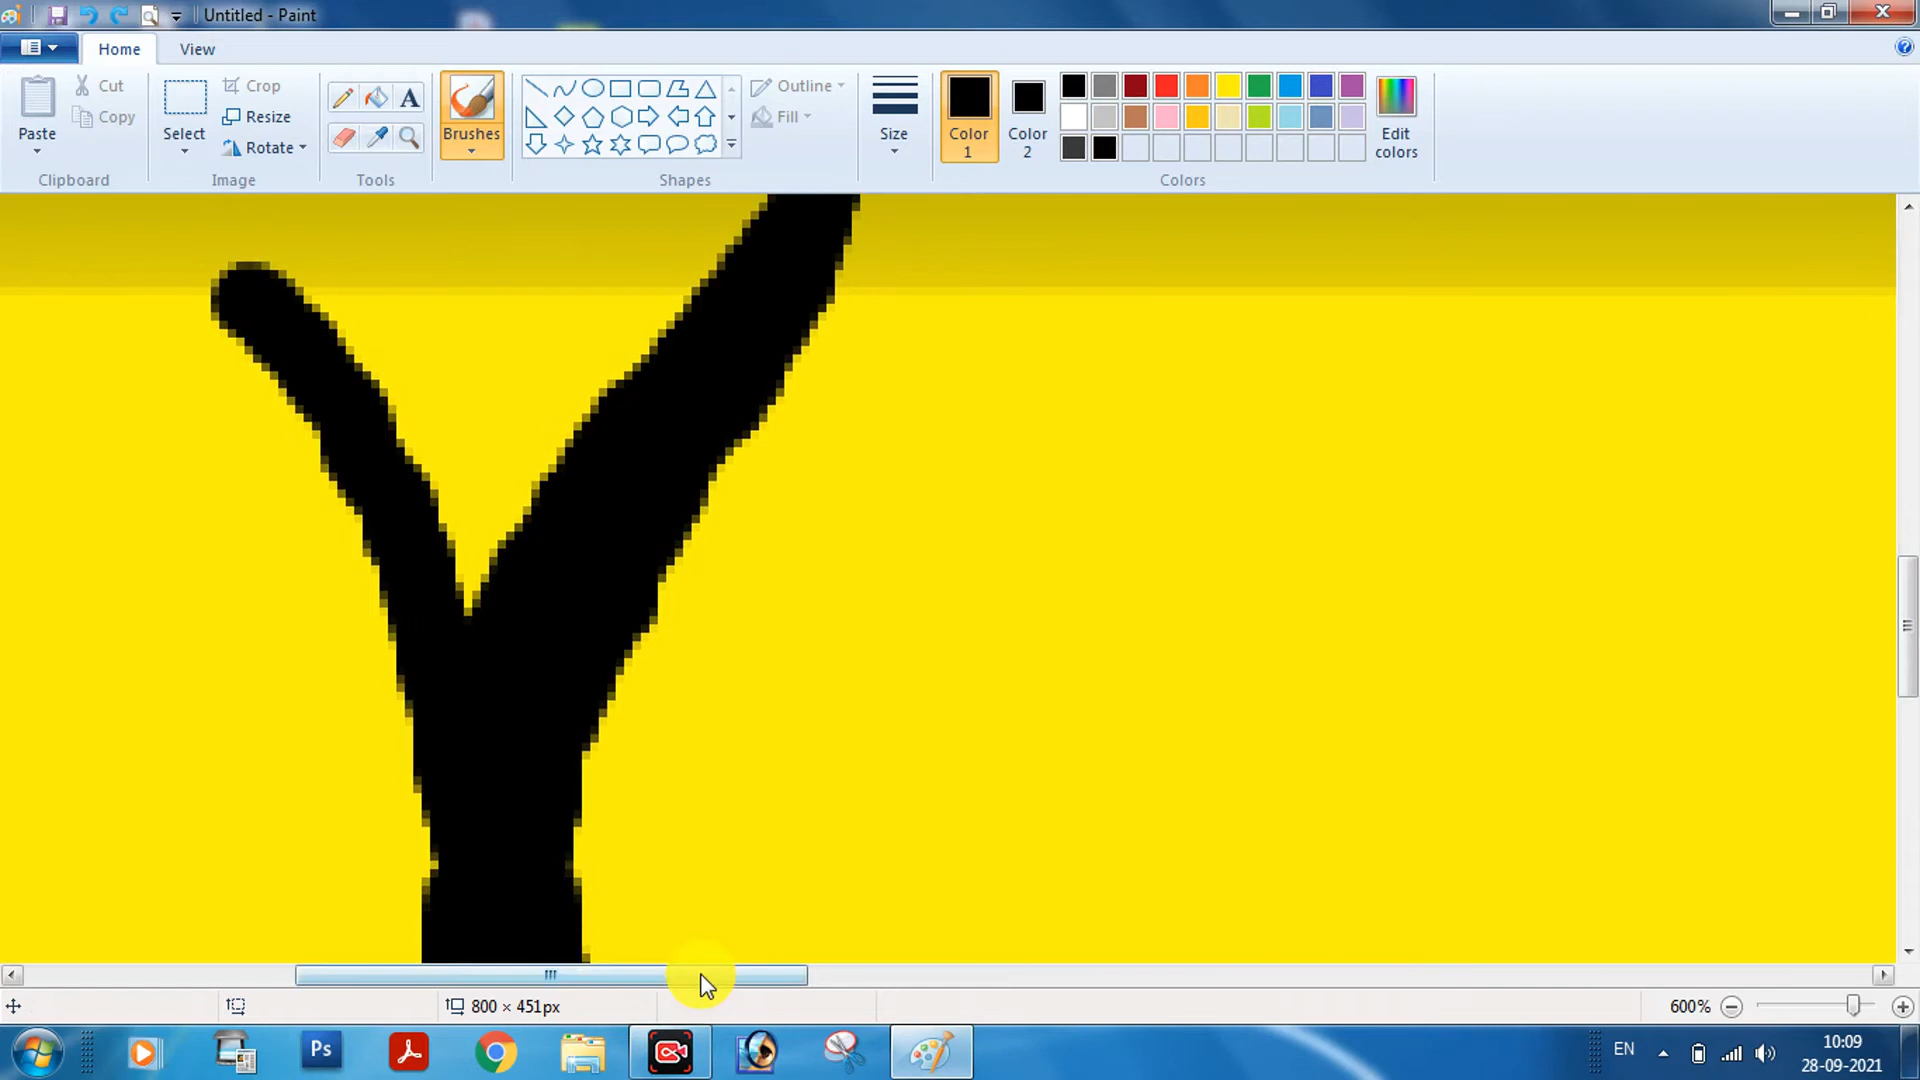 Untitled - Paint
Home View
Paste
Cut
Copy
Clipboard
Select
Crop
Resize
Rotate
Image
A
Tools
Brushes
Outline
Fill
Shapes
Size
Color 1
Color 2
Edit colors
Colors
800 × 451px
600%
Ps
EN
10:09
28-09-2021